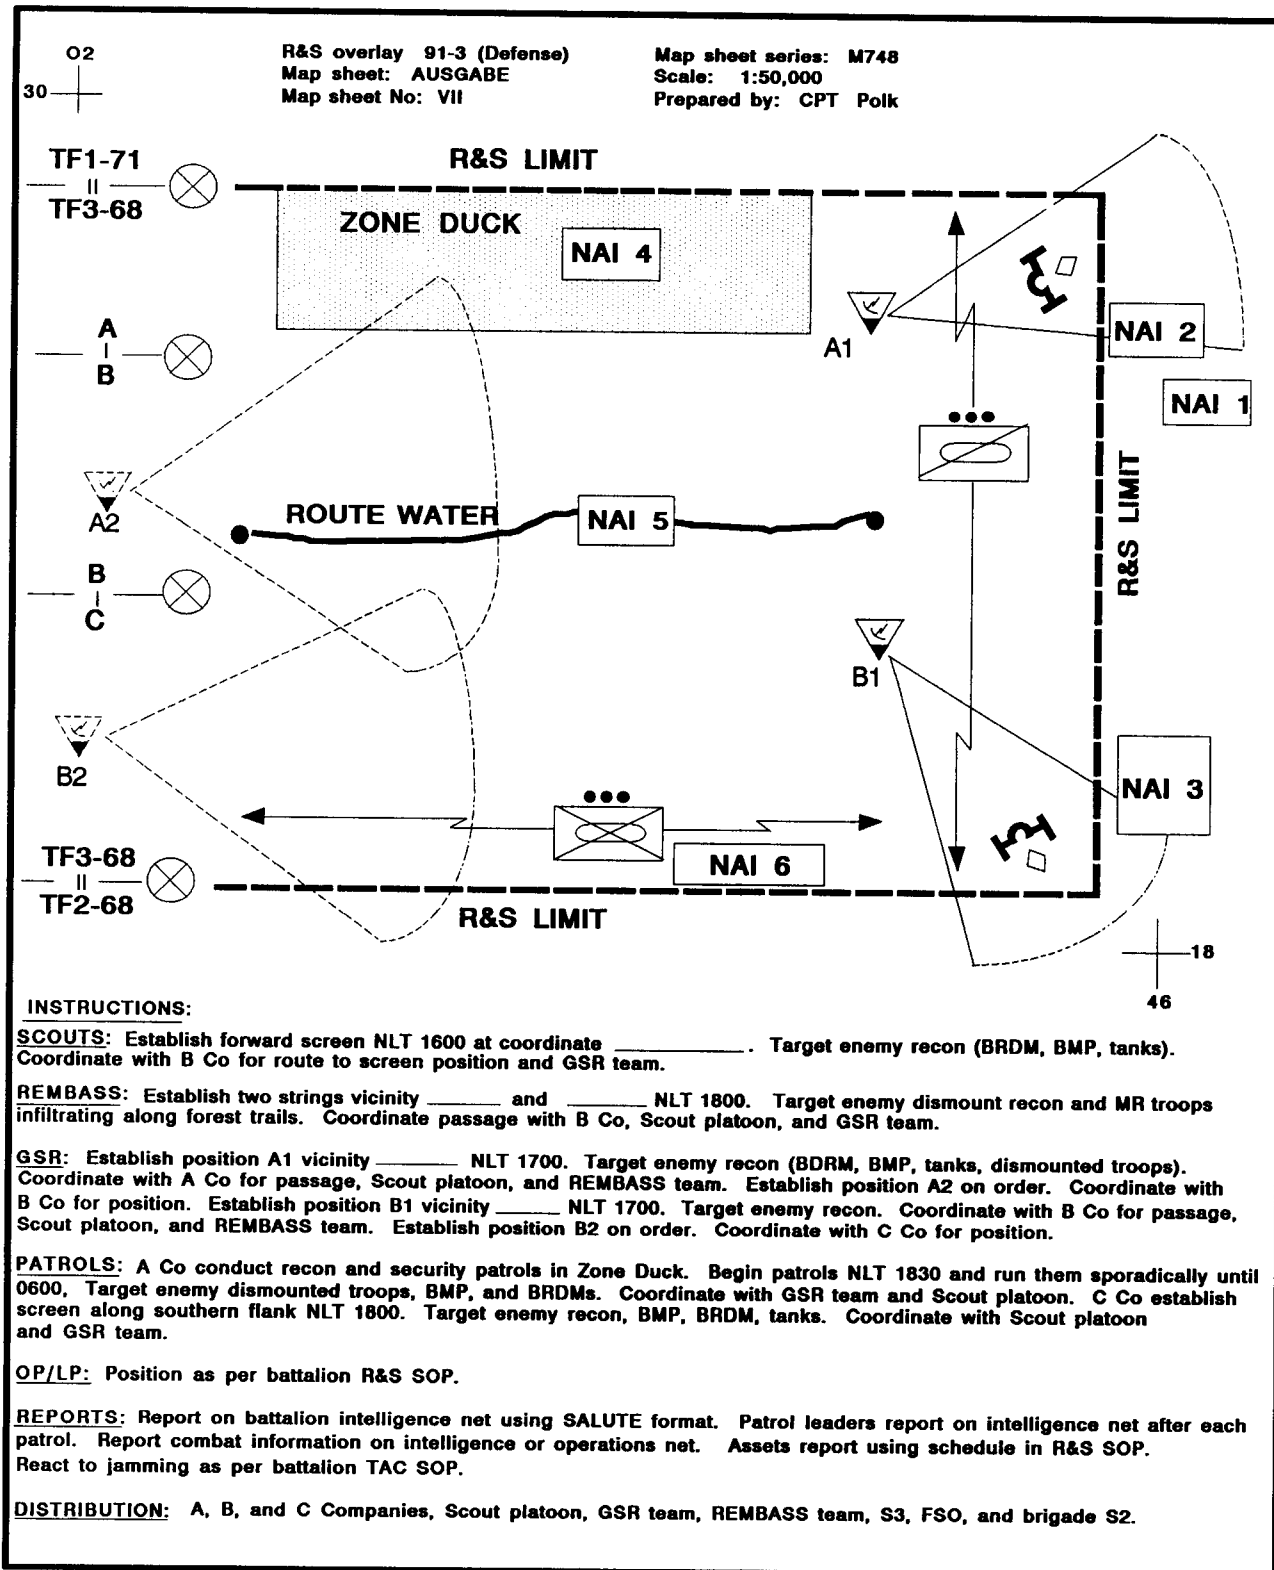 O2
30
R&S overlay 91-3 (Defense)
Map sheet: AUSGABE
Map sheet No: VII
Map sheet series: M748
Scale: 1:50,000
Prepared by: CPT Polk
TF1-71
II
TF3-68
R&S LIMIT
ZONE DUCK
NAI 4
A1
NAI 2
NAI 1
A
I
B
R&S LIMIT
A2
ROUTE WATER
NAI 5
B
I
C
B1
B2
NAI 3
NAI 6
TF3-68
II
TF2-68
R&S LIMIT
18
46
INSTRUCTIONS:
SCOUTS: Establish forward screen NLT 1600 at coordinate __________. Target enemy recon (BRDM, BMP, tanks).
Coordinate with B Co for route to screen position and GSR team.
REMBASS: Establish two strings vicinity ______ and ______ NLT 1800. Target enemy dismount recon and MR troops
infiltrating along forest trails. Coordinate passage with B Co, Scout platoon, and GSR team.
GSR: Establish position A1 vicinity ______ NLT 1700. Target enemy recon (BDRM, BMP, tanks, dismounted troops).
Coordinate with A Co for passage, Scout platoon, and REMBASS team. Establish position A2 on order. Coordinate with
B Co for position. Establish position B1 vicinity _____ NLT 1700. Target enemy recon. Coordinate with B Co for passage,
Scout platoon, and REMBASS team. Establish position B2 on order. Coordinate with C Co for position.
PATROLS: A Co conduct recon and security patrols in Zone Duck. Begin patrols NLT 1830 and run them sporadically until
0600, Target enemy dismounted troops, BMP, and BRDMs. Coordinate with GSR team and Scout platoon. C Co establish
screen along southern flank NLT 1800. Target enemy recon, BMP, BRDM, tanks. Coordinate with Scout platoon
and GSR team.
OP/LP: Position as per battalion R&S SOP.
REPORTS: Report on battalion intelligence net using SALUTE format. Patrol leaders report on intelligence net after each
patrol. Report combat information on intelligence or operations net. Assets report using schedule in R&S SOP.
React to jamming as per battalion TAC SOP.
DISTRIBUTION: A, B, and C Companies, Scout platoon, GSR team, REMBASS team, S3, FSO, and brigade S2.